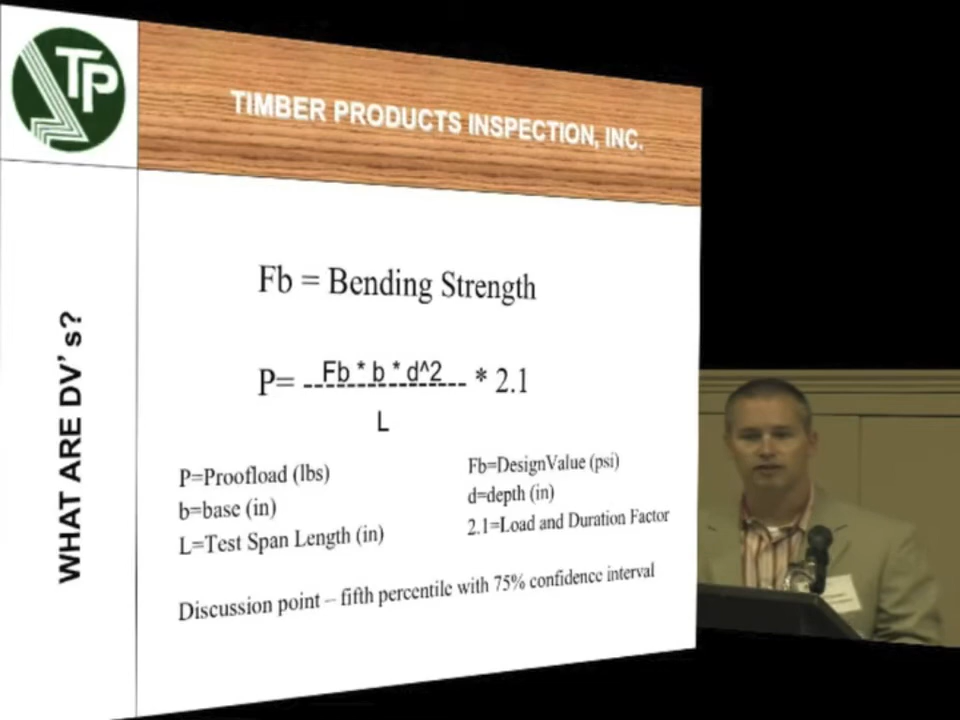 TP
TIMBER PRODUCTS INSPECTION, INC.
WHAT ARE DV's?
Fb = Bending Strength
P= Fb * b * d^2 * 2.1
L
P=Proofload (lbs)
b=base (in)
L=Test Span Length (in)
Fb=DesignValue (psi)
d=depth (in)
2.1=Load and Duration Factor
Discussion point – fifth percentile with 75% confidence interval